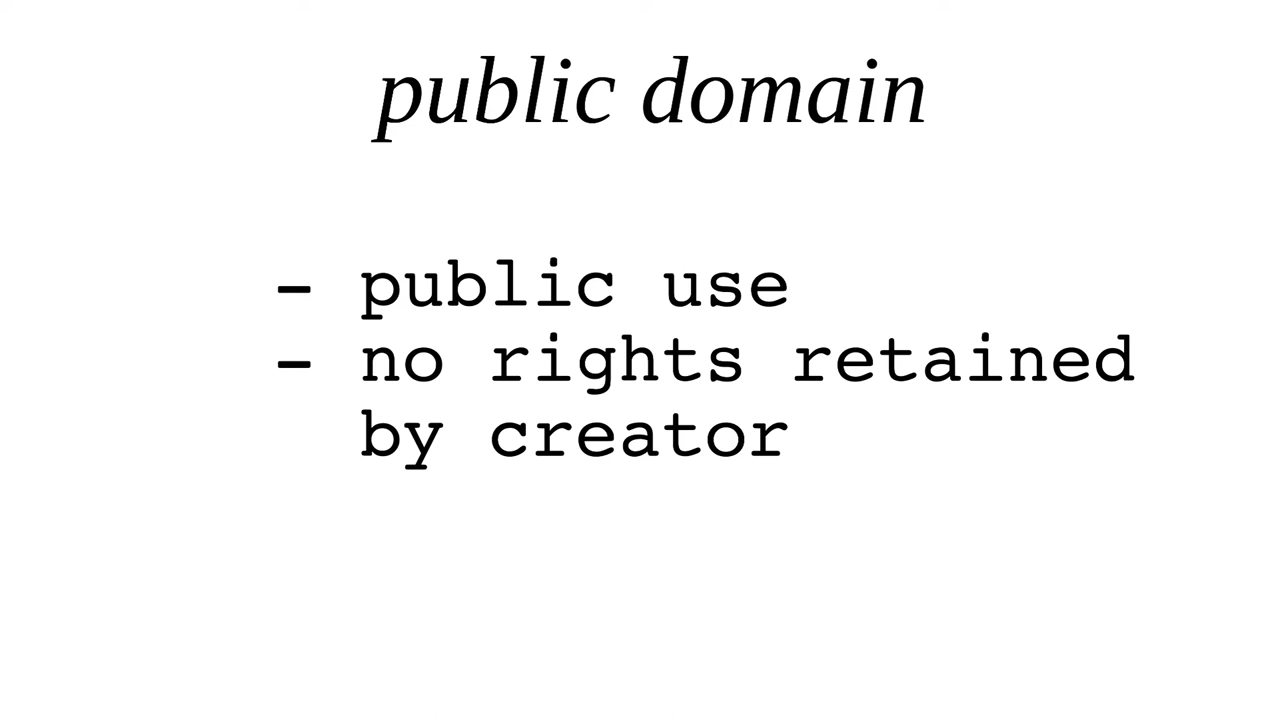 public domain
- public use
- no rights retained
by creator